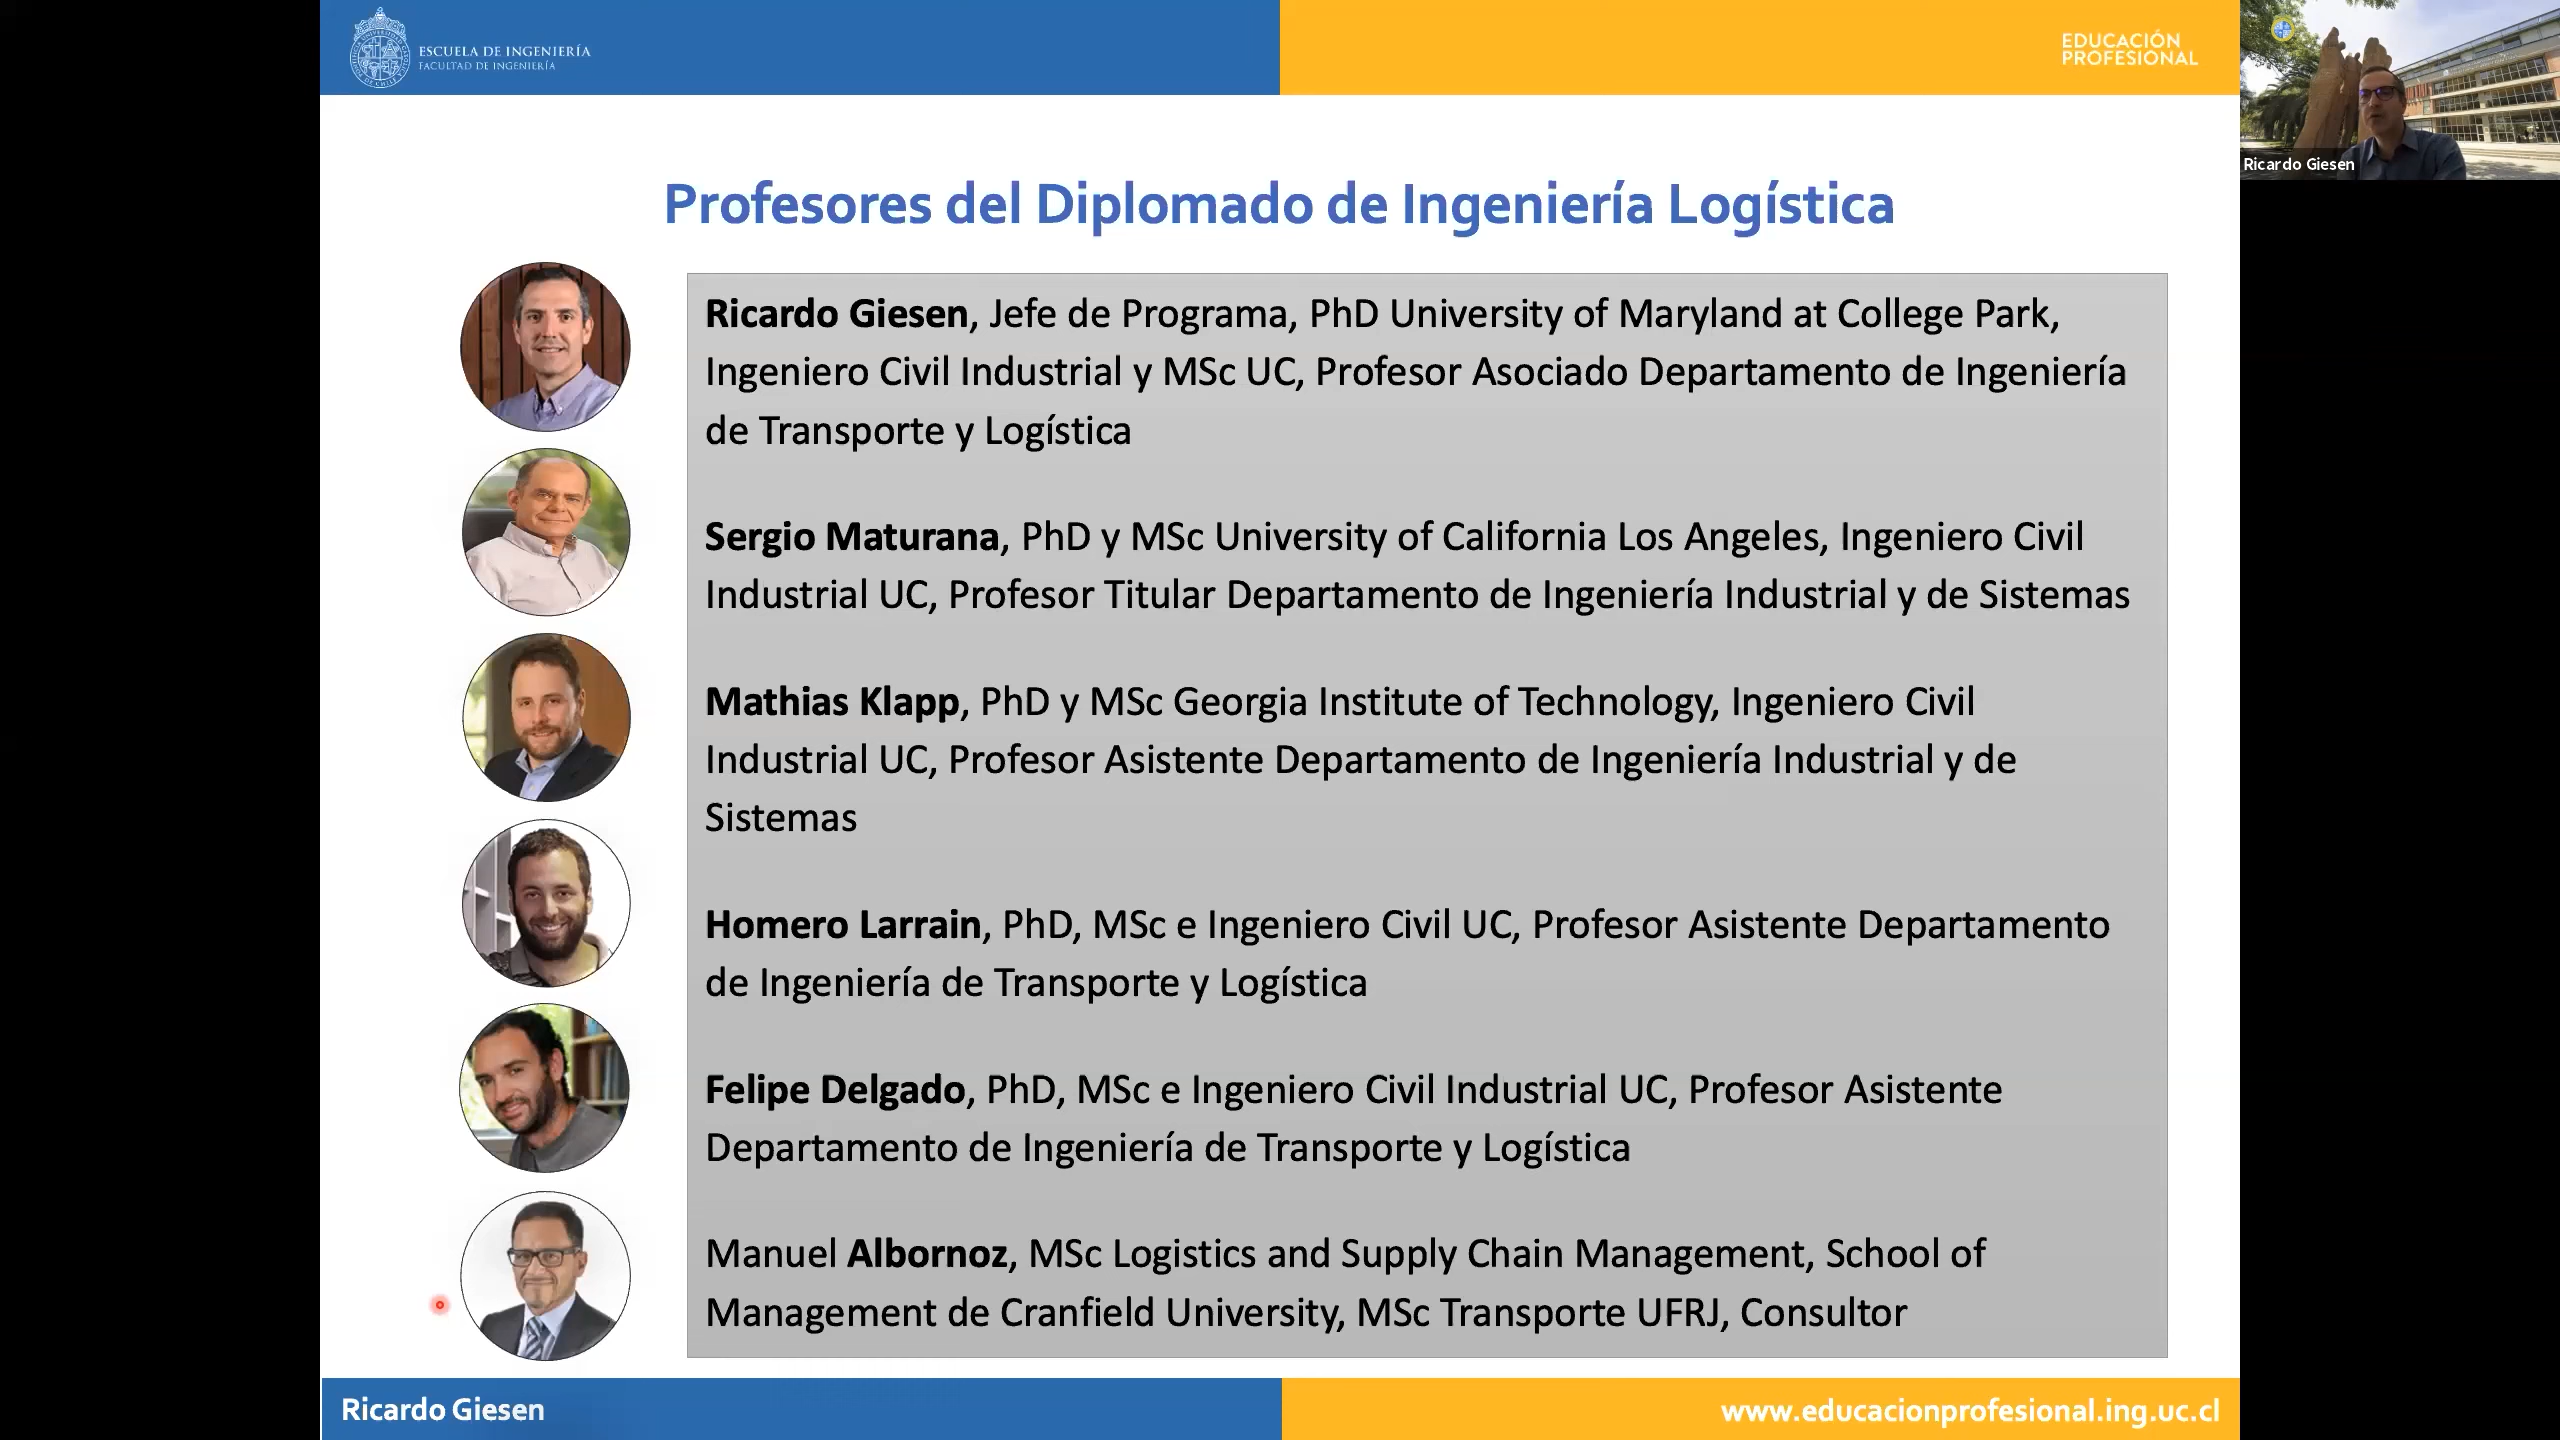 ESCUELA DE INGENIERÍA
FACULTAD DE INGENIERÍA
EDUCACIÓN
PROFESIONAL
Ricardo Giesen
Profesores del Diplomado de Ingeniería Logística
Ricardo Giesen, Jefe de Programa, PhD University of Maryland at College Park,
Ingeniero Civil Industrial y MSc UC, Profesor Asociado Departamento de Ingeniería
de Transporte y Logística
Sergio Maturana, PhD y MSc University of California Los Angeles, Ingeniero Civil
Industrial UC, Profesor Titular Departamento de Ingeniería Industrial y de Sistemas
Mathias Klapp, PhD y MSc Georgia Institute of Technology, Ingeniero Civil
Industrial UC, Profesor Asistente Departamento de Ingeniería Industrial y de
Sistemas
Homero Larrain, PhD, MSc e Ingeniero Civil UC, Profesor Asistente Departamento
de Ingeniería de Transporte y Logística
Felipe Delgado, PhD, MSc e Ingeniero Civil Industrial UC, Profesor Asistente
Departamento de Ingeniería de Transporte y Logística
Manuel Albornoz, MSc Logistics and Supply Chain Management, School of
Management de Cranfield University, MSc Transporte UFRJ, Consultor
Ricardo Giesen
www.educacionprofesional.ing.uc.cl